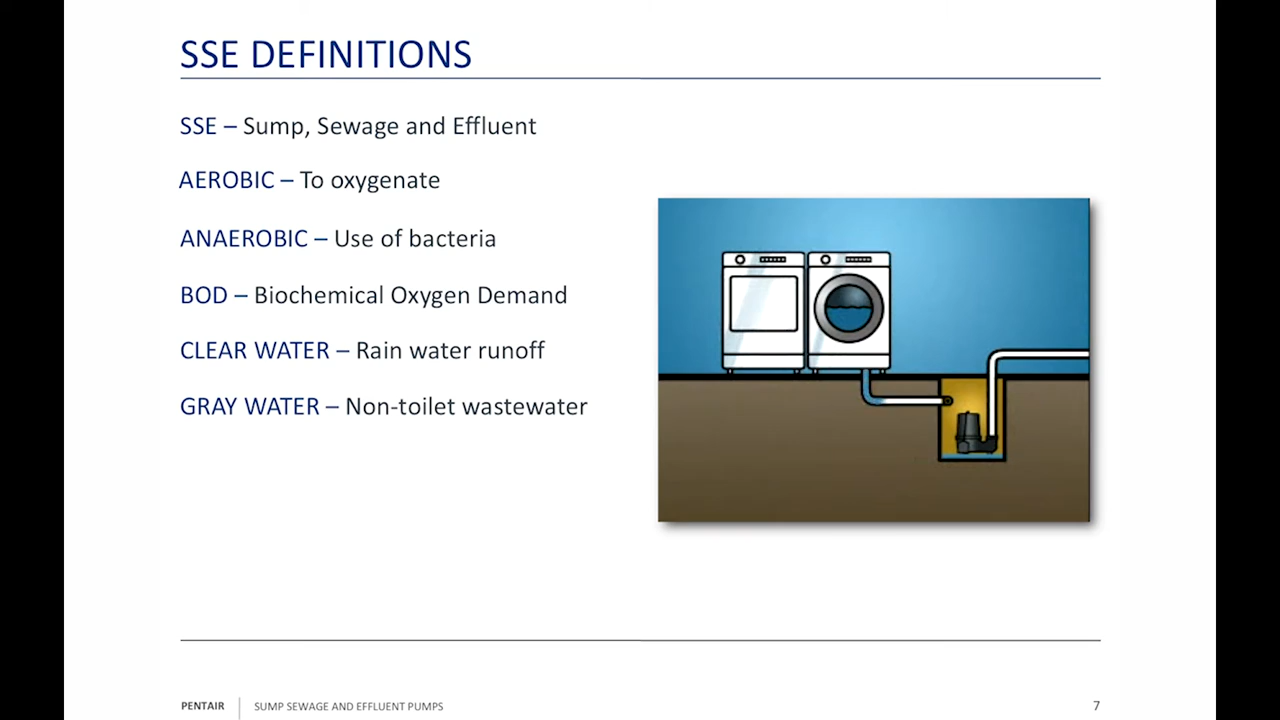 SSE DEFINITIONS
SSE – Sump, Sewage and Effluent
AEROBIC – To oxygenate
ANAEROBIC – Use of bacteria
BOD – Biochemical Oxygen Demand
CLEAR WATER – Rain water runoff
GRAY WATER – Non-toilet wastewater
PENTAIR SUMP SEWAGE AND EFFLUENT PUMPS 7